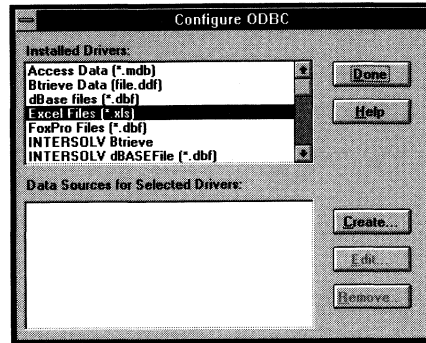 Configure ODBC
Installed Drivers:
Access Data (*.mdb)
Btrieve Data (file.ddf)
dBase files (*.dbf)
Excel Files (*.xls)
FoxPro Files (*.dbf)
INTERSOLV Btrieve
INTERSOLV dBASEFile (*.dbf)
Done
Help
Data Sources for Selected Drivers:
Create...
Edit...
Remove...